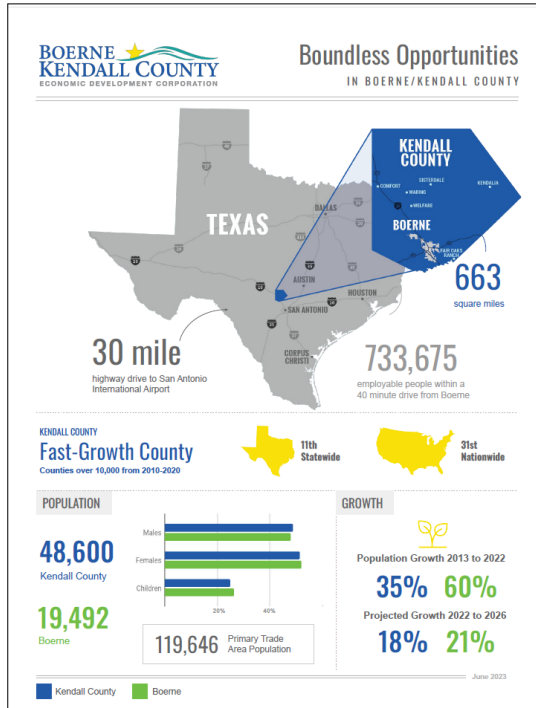 BOERNE
KENDALL COUNTY
ECONOMIC DEVELOPMENT CORPORATION
Boundless Opportunities
IN BOERNE/KENDALL COUNTY
KENDALL
COUNTY
SISTERDALE
COMFORT
KENDALIA
WARING
WELFARE
BOERNE
FAIR OAKS
RANCH
TEXAS
DALLAS
AUSTIN
HOUSTON
SAN ANTONIO
CORPUS
CHRISTI
663
square miles
30 mile
highway drive to San Antonio
International Airport
733,675
employable people within a
40 minute drive from Boerne
KENDALL COUNTY
Fast-Growth County
Counties over 10,000 from 2010-2020
11th
Statewide
31st
Nationwide
POPULATION
48,600
Kendall County
19,492
Boerne
Males
Females
Children
20%
40%
119,646 Primary Trade
Area Population
GROWTH
Population Growth 2013 to 2022
35% 60%
Projected Growth 2022 to 2026
18% 21%
June 2023
Kendall County
Boerne